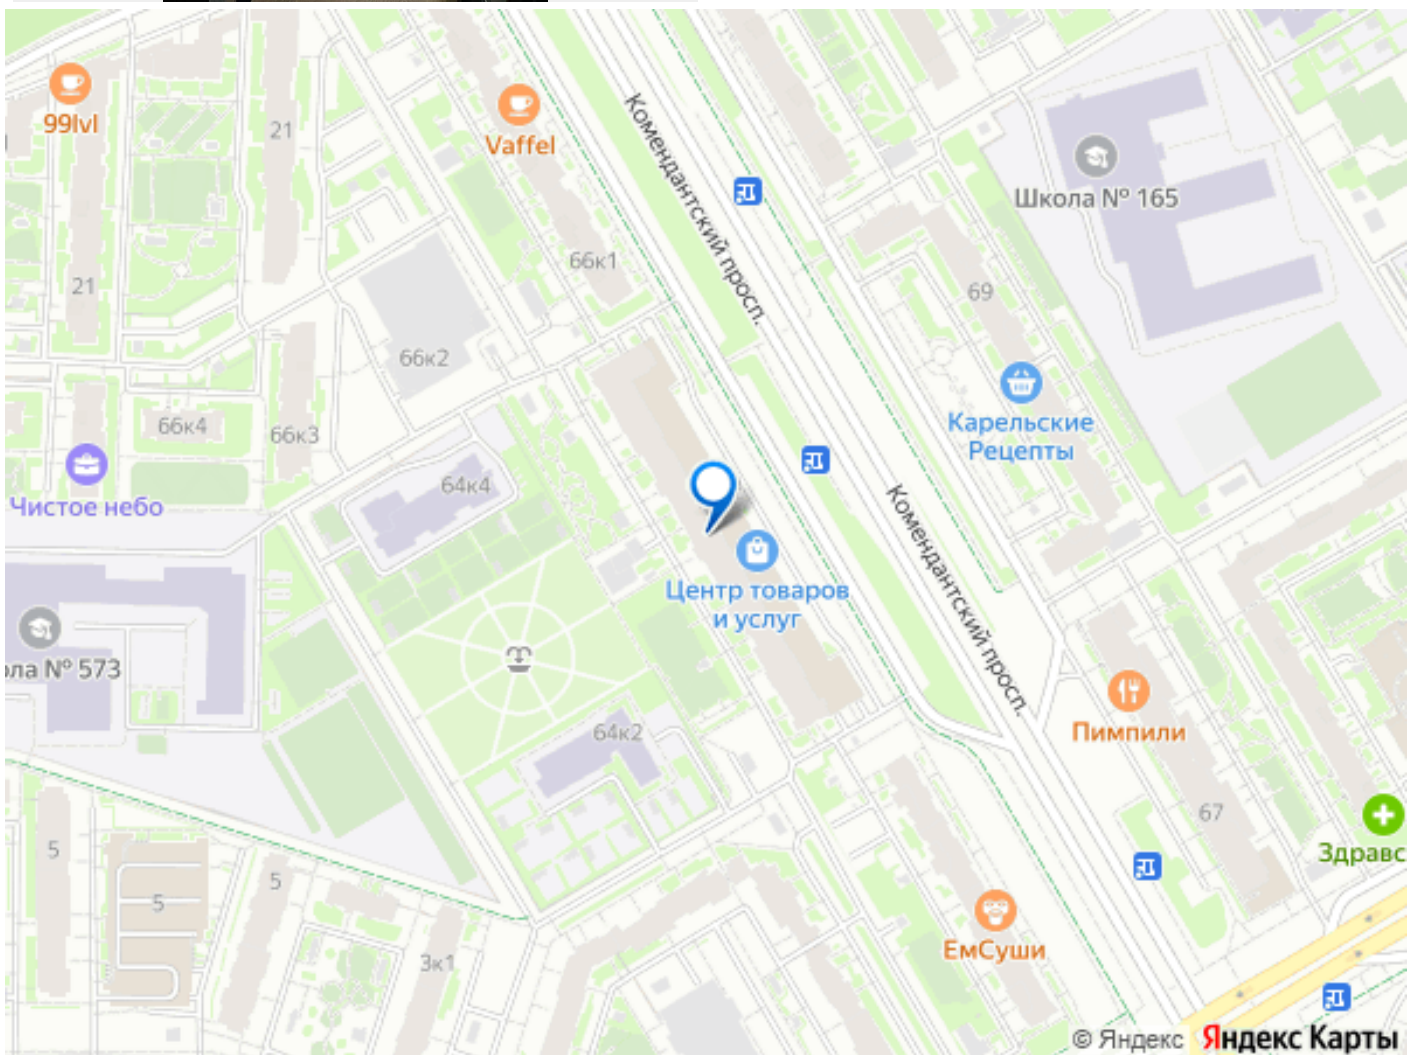 99lvl
21
Vaffel
Комендантский просп.
Школа № 165
66к1
21
69
66к2
Карельские
Рецепты
66к4
66к3
64к4
Чистое небо
Комендантский просп.
Центр товаров
и услуг
ола № 573
64к2
Пимпили
67
5
Здравс
5
5
ЕмСуши
3к1
© Яндекс Яндекс Карты